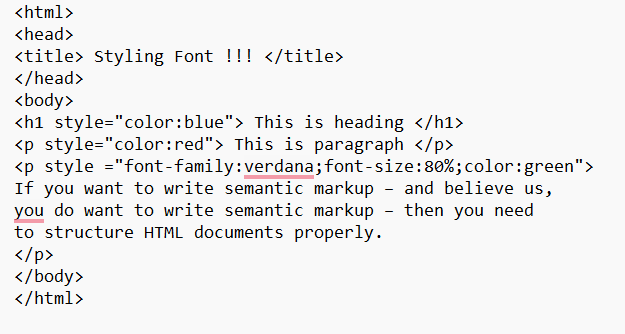 <html>
<head>
<title> Styling Font !!! </title>
</head>
<body>
<h1 style="color:blue"> This is heading </h1>
<p style="color:red"> This is paragraph </p>
<p style ="font-family:verdana;font-size:80%;color:green">
If you want to write semantic markup – and believe us,
you do want to write semantic markup – then you need
to structure HTML documents properly.
</p>
</body>
</html>